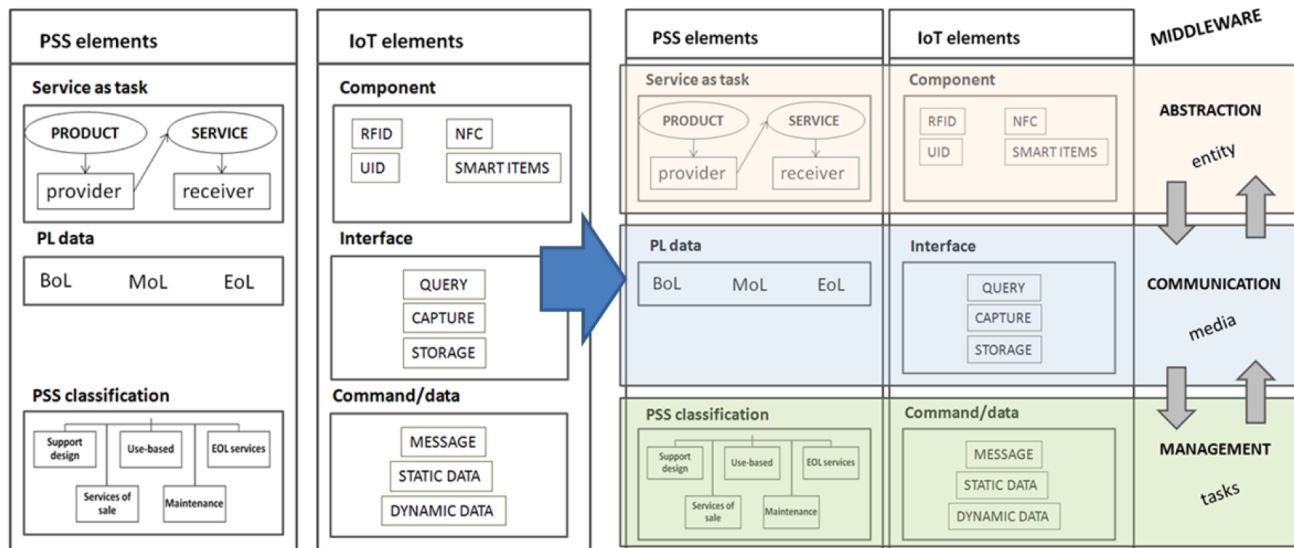 PSS elements
Service as task
PRODUCT
SERVICE
provider
receiver
PL data
BoL MoL EoL
PSS classification
Support
design
Use-based
EOL services
Services of
sale
Maintenance
IoT elements
Component
RFID
NFC
UID
SMART ITEMS
Interface
QUERY
CAPTURE
STORAGE
Command/data
MESSAGE
STATIC DATA
DYNAMIC DATA
PSS elements
Service as task
PRODUCT
SERVICE
provider
receiver
PL data
BoL MoL EoL
PSS classification
Support
design
Use-based
EOL services
Services of
sale
Maintenance
IoT elements
Component
RFID
NFC
UID
SMART ITEMS
Interface
QUERY
CAPTURE
STORAGE
Command/data
MESSAGE
STATIC DATA
DYNAMIC DATA
MIDDLEWARE
ABSTRACTION
entity
COMMUNICATION
media
MANAGEMENT
tasks